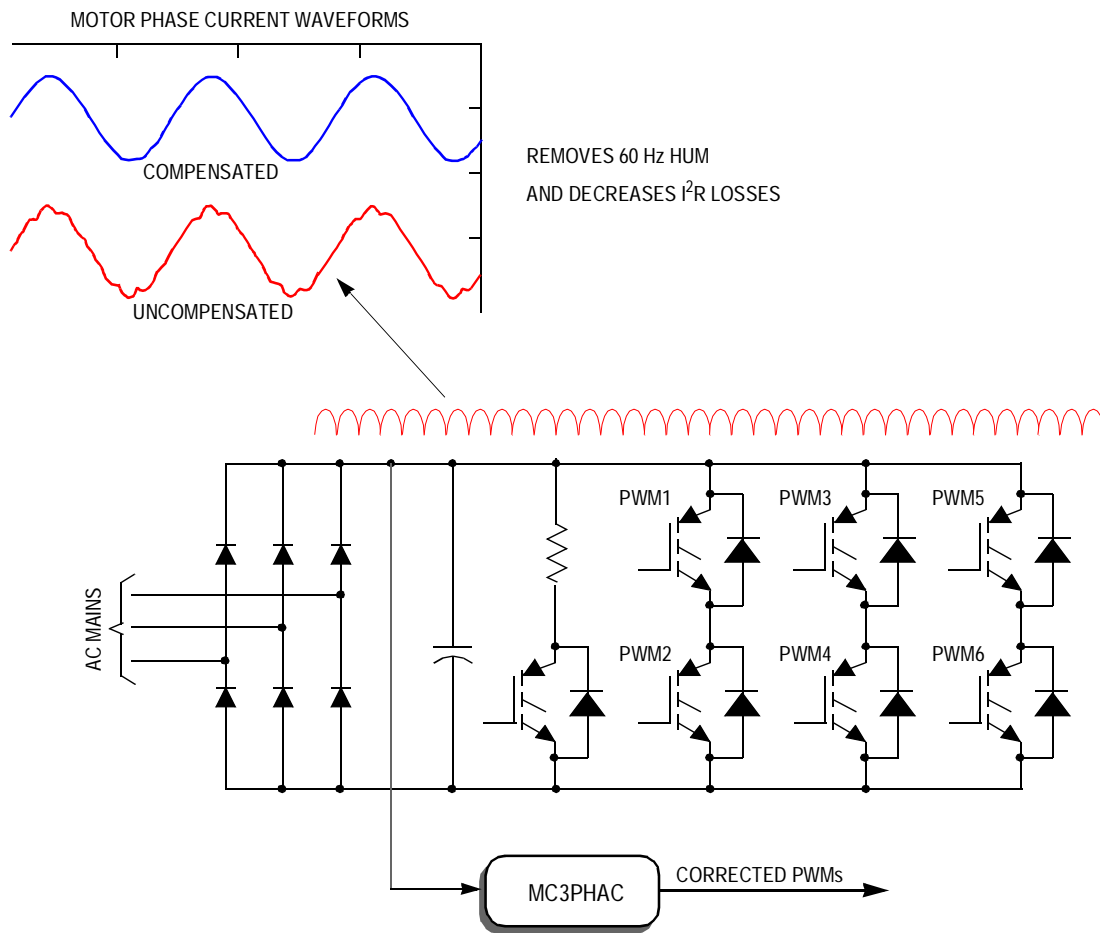 MOTOR PHASE CURRENT WAVEFORMS
COMPENSATED
REMOVES 60 Hz HUM
AND DECREASES I²R LOSSES
UNCOMPENSATED
PWM1
PWM3
PWM5
AC MAINS
PWM2
PWM4
PWM6
MC3PHAC
CORRECTED PWMs